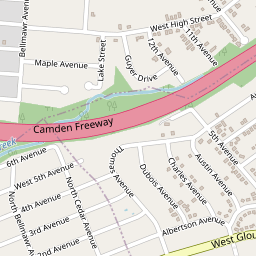 West High Street
Bellmawr Avenue
Lake Street
11th Avenue
12th Avenue
Maple Avenue
Guyer Drive
Camden Freeway
5th Avenue
6th Avenue
Thomas Avenue
Austin Avenue
West 5th Avenue
Charles Avenue
Dubois Avenue
4th Avenue
North Cedar Avenue
North Bellmawr
3rd Avenue
Albertson Avenue
2nd Avenue
West Glou